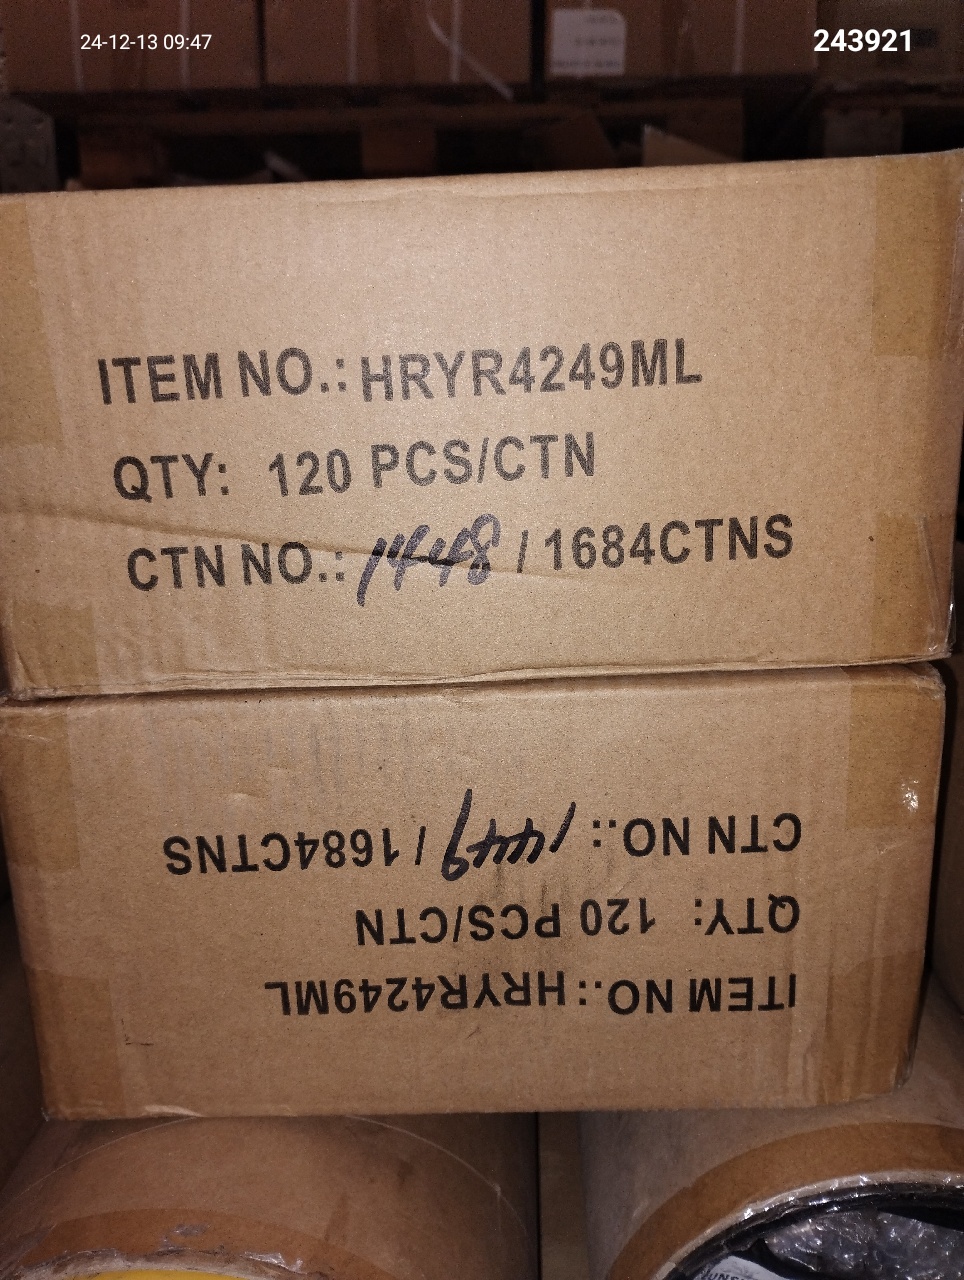 24-12-13 09:47
243921
ITEM NO.: HRYR4249ML
QTY: 120 PCS/CTN
CTN NO.: 1448 / 1684CTNS
ITEM NO.: HRYR4249ML
QTY: 120 PCS/CTN
CTN NO.: 1449 / 1684CTNS